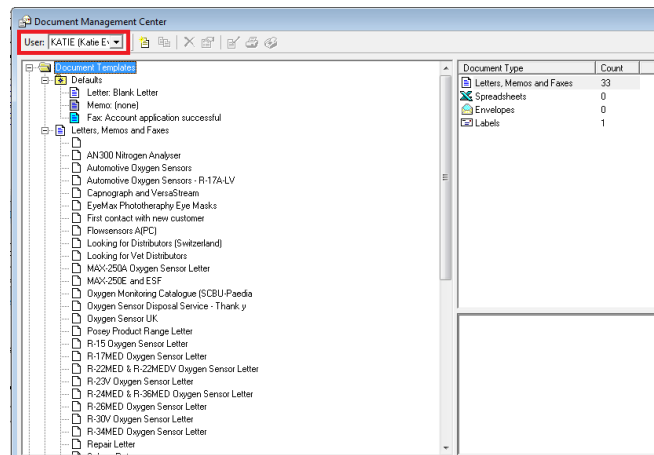 Document Management Center
User: KATIE (Katie Ev
Document Templates
Defaults
Letter: Blank Letter
Memo: (none)
Fax: Account application successful
Letters, Memos and Faxes
AN300 Nitrogen Analyser
Automotive Oxygen Sensors
Automotive Oxygen Sensors - R-17A-LV
Capnograph and VersaStream
EyeMax Phototheraphy Eye Masks
First contact with new customer
Flowsensors A(PC)
Looking for Distributors (Switzerland)
Looking for Vet Distributors
MAX-250A Oxygen Sensor Letter
MAX-250E and ESF
Oxygen Monitoring Catalogue (SCBU-Paedia
Oxygen Sensor Disposal Service - Thank y
Oxygen Sensor UK
Posey Product Range Letter
R-15 Oxygen Sensor Letter
R-17MED Oxygen Sensor Letter
R-22MED & R-22MEDV Oxygen Sensor Letter
R-23V Oxygen Sensor Letter
R-24MED & R-36MED Oxygen Sensor Letter
R-26MED Oxygen Sensor Letter
R-30V Oxygen Sensor Letter
R-34MED Oxygen Sensor Letter
Repair Letter
Document Type Count
Letters, Memos and Faxes 33
Spreadsheets 0
Envelopes 0
Labels 1